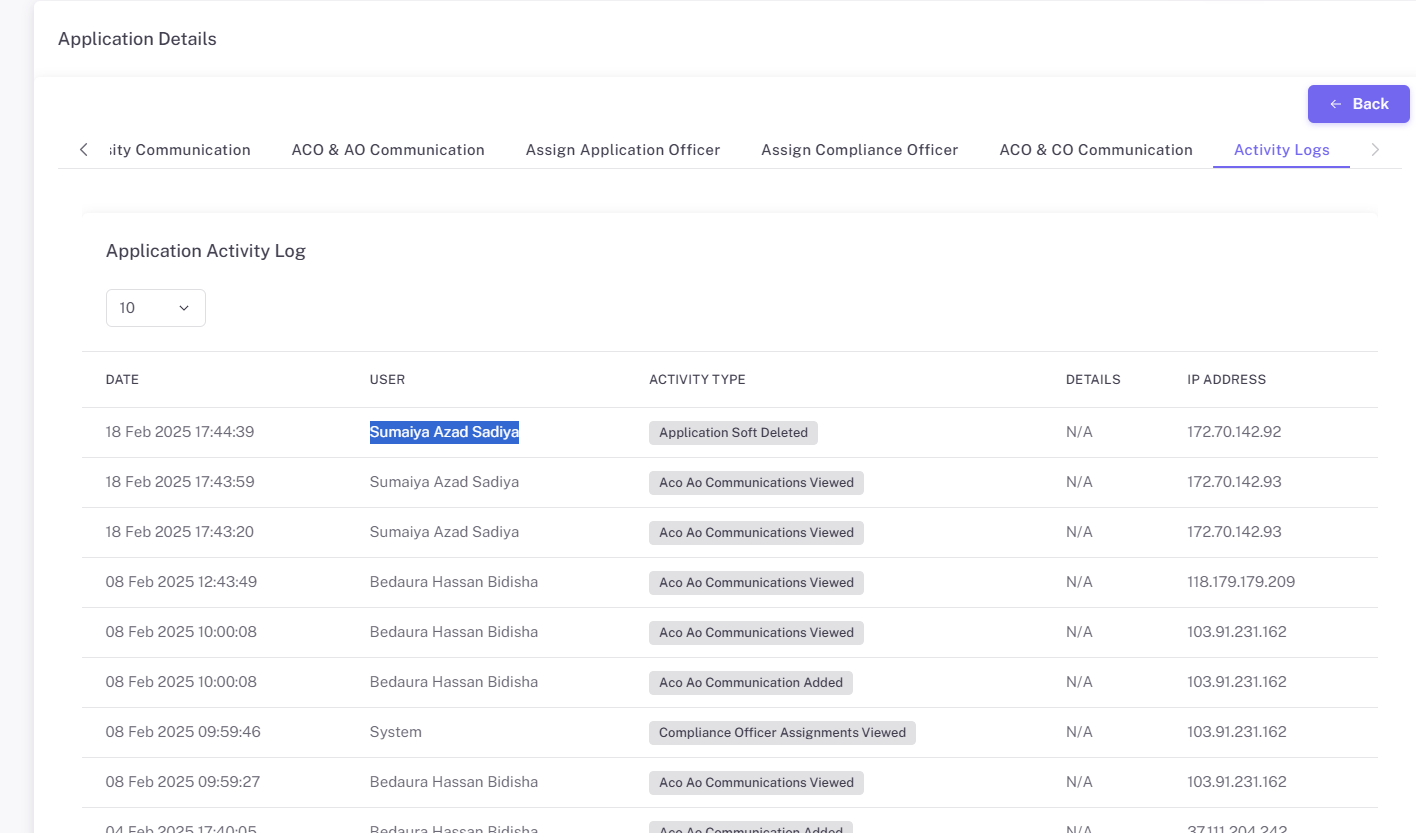 Application Details
← Back
sity Communication ACO & AO Communication Assign Application Officer Assign Compliance Officer ACO & CO Communication Activity Logs
Application Activity Log
10
DATE USER ACTIVITY TYPE DETAILS IP ADDRESS
18 Feb 2025 17:44:39 Sumaiya Azad Sadiya Application Soft Deleted N/A 172.70.142.92
18 Feb 2025 17:43:59 Sumaiya Azad Sadiya Aco Ao Communications Viewed N/A 172.70.142.93
18 Feb 2025 17:43:20 Sumaiya Azad Sadiya Aco Ao Communications Viewed N/A 172.70.142.93
08 Feb 2025 12:43:49 Bedaura Hassan Bidisha Aco Ao Communications Viewed N/A 118.179.179.209
08 Feb 2025 10:00:08 Bedaura Hassan Bidisha Aco Ao Communications Viewed N/A 103.91.231.162
08 Feb 2025 10:00:08 Bedaura Hassan Bidisha Aco Ao Communication Added N/A 103.91.231.162
08 Feb 2025 09:59:46 System Compliance Officer Assignments Viewed N/A 103.91.231.162
08 Feb 2025 09:59:27 Bedaura Hassan Bidisha Aco Ao Communications Viewed N/A 103.91.231.162
04 Feb 2025 17:40:05 Bedaura Hassan Bidisha Aco Ao Communication Added N/A 37.111.204.242